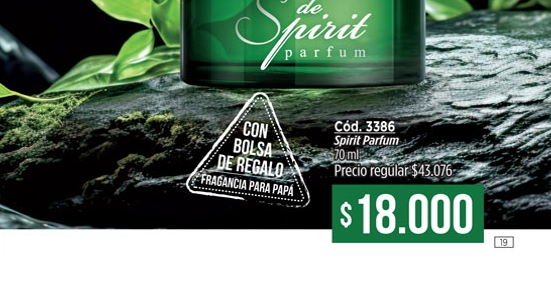 de
Spirit
parfum
CON
BOLSA
DE REGALO
FRAGANCIA PARA PAPÁ
Cód. 3386
Spirit Parfum
70 ml.
Precio regular $43.076
$18.000
19